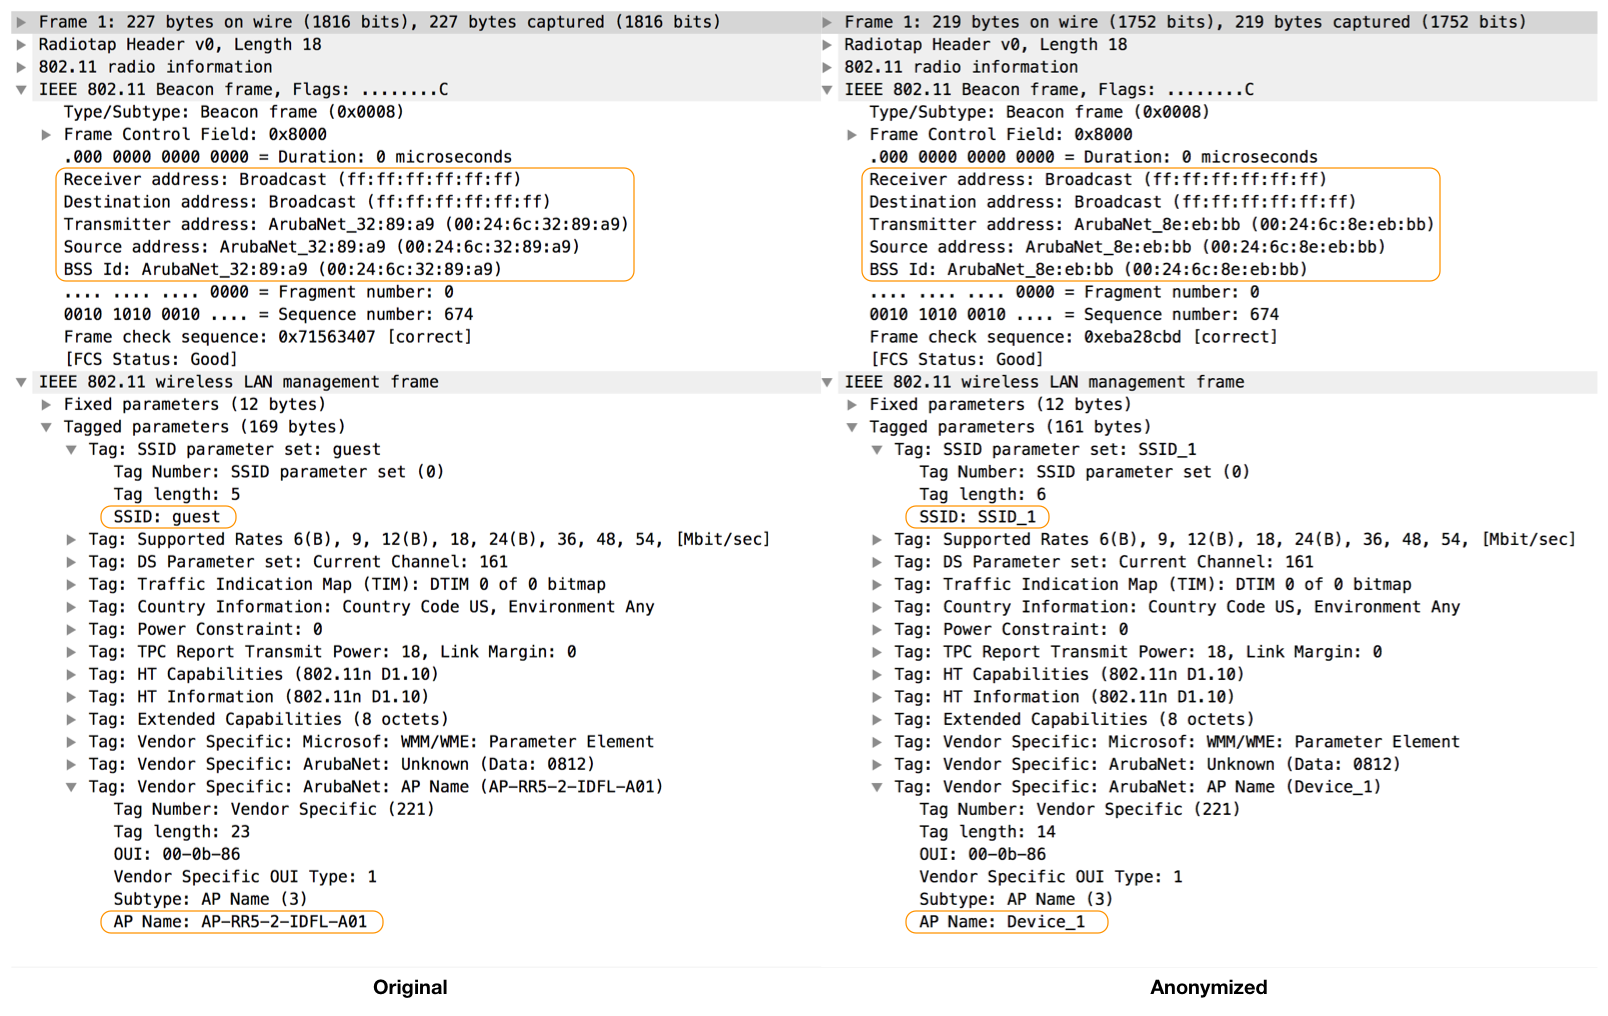 Frame 1: 227 bytes on wire (1816 bits), 227 bytes captured (1816 bits)
Radiotap Header v0, Length 18
802.11 radio information
IEEE 802.11 Beacon frame, Flags: ........C
Type/Subtype: Beacon frame (0x0008)
Frame Control Field: 0x8000
.000 0000 0000 0000 = Duration: 0 microseconds
Receiver address: Broadcast (ff:ff:ff:ff:ff:ff)
Destination address: Broadcast (ff:ff:ff:ff:ff:ff)
Transmitter address: ArubaNet_32:89:a9 (00:24:6c:32:89:a9)
Source address: ArubaNet_32:89:a9 (00:24:6c:32:89:a9)
BSS Id: ArubaNet_32:89:a9 (00:24:6c:32:89:a9)
.... .... .... 0000 = Fragment number: 0
0010 1010 0010 .... = Sequence number: 674
Frame check sequence: 0x71563407 [correct]
[FCS Status: Good]
IEEE 802.11 wireless LAN management frame
Fixed parameters (12 bytes)
Tagged parameters (169 bytes)
Tag: SSID parameter set: guest
Tag Number: SSID parameter set (0)
Tag length: 5
SSID: guest
Tag: Supported Rates 6(B), 9, 12(B), 18, 24(B), 36, 48, 54, [Mbit/sec]
Tag: DS Parameter set: Current Channel: 161
Tag: Traffic Indication Map (TIM): DTIM 0 of 0 bitmap
Tag: Country Information: Country Code US, Environment Any
Tag: Power Constraint: 0
Tag: TPC Report Transmit Power: 18, Link Margin: 0
Tag: HT Capabilities (802.11n D1.10)
Tag: HT Information (802.11n D1.10)
Tag: Extended Capabilities (8 octets)
Tag: Vendor Specific: Microsof: WMM/WME: Parameter Element
Tag: Vendor Specific: ArubaNet: Unknown (Data: 0812)
Tag: Vendor Specific: ArubaNet: AP Name (AP-RR5-2-IDFL-A01)
Tag Number: Vendor Specific (221)
Tag length: 23
OUI: 00-0b-86
Vendor Specific OUI Type: 1
Subtype: AP Name (3)
AP Name: AP-RR5-2-IDFL-A01
Original
Frame 1: 219 bytes on wire (1752 bits), 219 bytes captured (1752 bits)
Radiotap Header v0, Length 18
802.11 radio information
IEEE 802.11 Beacon frame, Flags: ........C
Type/Subtype: Beacon frame (0x0008)
Frame Control Field: 0x8000
.000 0000 0000 0000 = Duration: 0 microseconds
Receiver address: Broadcast (ff:ff:ff:ff:ff:ff)
Destination address: Broadcast (ff:ff:ff:ff:ff:ff)
Transmitter address: ArubaNet_8e:eb:bb (00:24:6c:8e:eb:bb)
Source address: ArubaNet_8e:eb:bb (00:24:6c:8e:eb:bb)
BSS Id: ArubaNet_8e:eb:bb (00:24:6c:8e:eb:bb)
.... .... .... 0000 = Fragment number: 0
0010 1010 0010 .... = Sequence number: 674
Frame check sequence: 0xeba28cbd [correct]
[FCS Status: Good]
IEEE 802.11 wireless LAN management frame
Fixed parameters (12 bytes)
Tagged parameters (161 bytes)
Tag: SSID parameter set: SSID_1
Tag Number: SSID parameter set (0)
Tag length: 6
SSID: SSID_1
Tag: Supported Rates 6(B), 9, 12(B), 18, 24(B), 36, 48, 54, [Mbit/sec]
Tag: DS Parameter set: Current Channel: 161
Tag: Traffic Indication Map (TIM): DTIM 0 of 0 bitmap
Tag: Country Information: Country Code US, Environment Any
Tag: Power Constraint: 0
Tag: TPC Report Transmit Power: 18, Link Margin: 0
Tag: HT Capabilities (802.11n D1.10)
Tag: HT Information (802.11n D1.10)
Tag: Extended Capabilities (8 octets)
Tag: Vendor Specific: Microsof: WMM/WME: Parameter Element
Tag: Vendor Specific: ArubaNet: Unknown (Data: 0812)
Tag: Vendor Specific: ArubaNet: AP Name (Device_1)
Tag Number: Vendor Specific (221)
Tag length: 14
OUI: 00-0b-86
Vendor Specific OUI Type: 1
Subtype: AP Name (3)
AP Name: Device_1
Anonymized